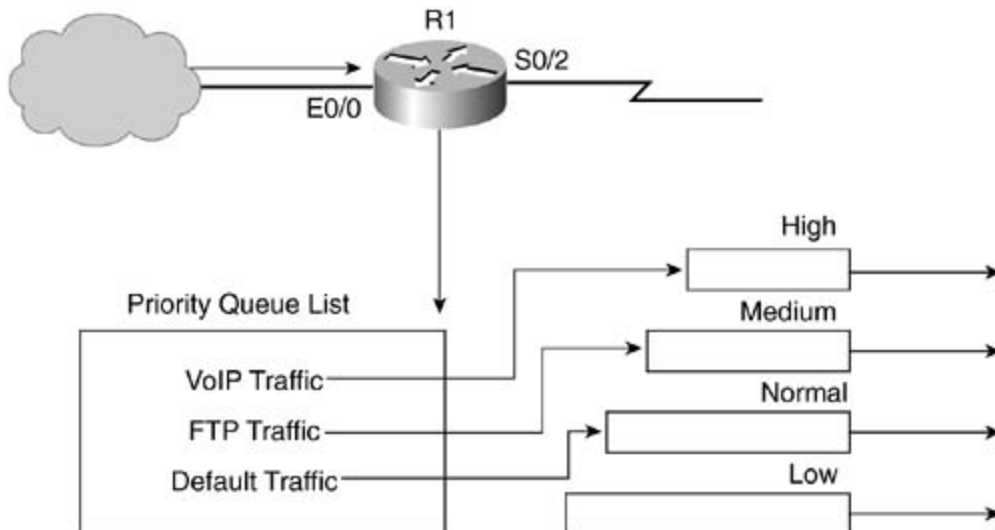 R1
S0/2
E0/0
High
Priority Queue List
Medium
VoIP Traffic
Normal
FTP Traffic
Default Traffic
Low